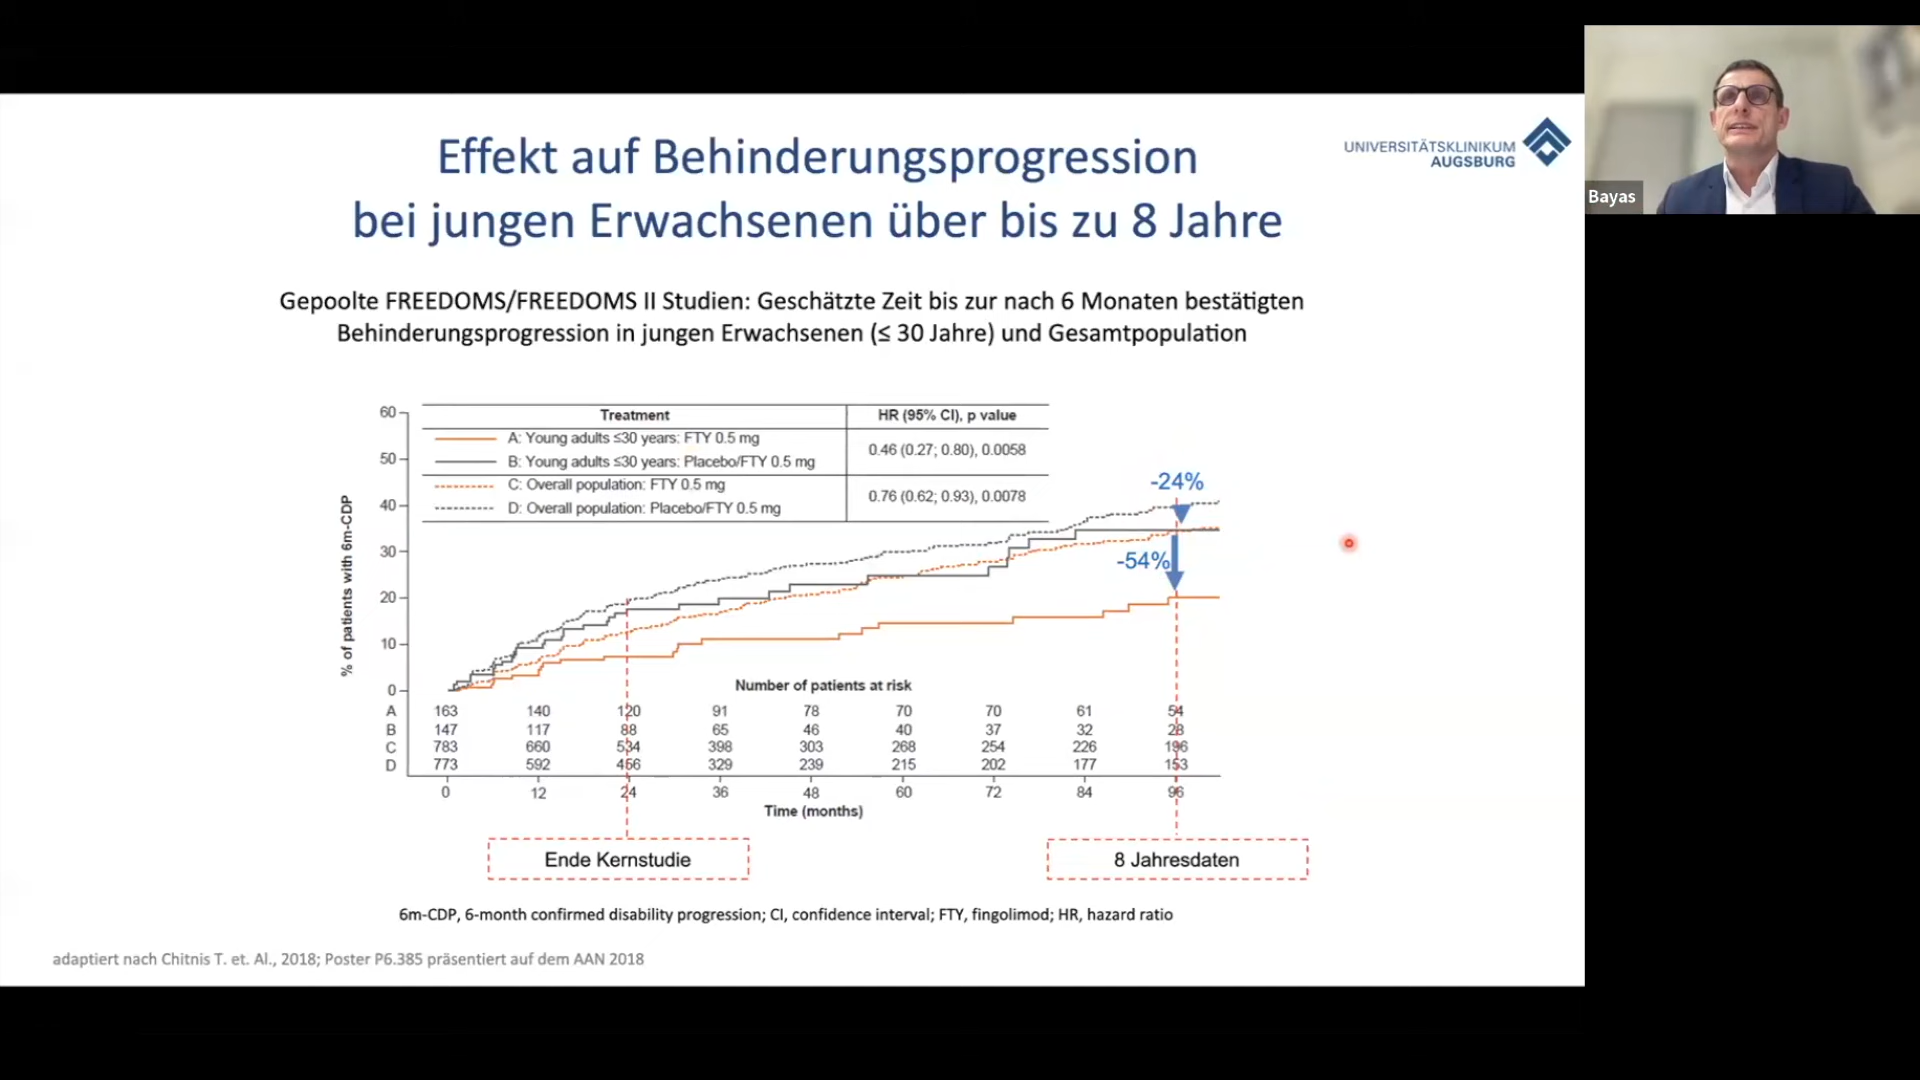 Effekt auf Behinderungsprogression
bei jungen Erwachsenen über bis zu 8 Jahre
UNIVERSITÄTSKLINIKUM
AUGSBURG
Bayas
Gepoolte FREEDOMS/FREEDOMS II Studien: Geschätzte Zeit bis zur nach 6 Monaten bestätigten
Behinderungsprogression in jungen Erwachsenen (≤ 30 Jahre) und Gesamtpopulation
Treatment HR (95% CI), p value
A: Young adults ≤30 years: FTY 0.5 mg
0.46 (0.27; 0.80), 0.0058
B: Young adults ≤30 years: Placebo/FTY 0.5 mg
C: Overall population: FTY 0.5 mg
0.76 (0.62; 0.93), 0.0078
D: Overall population: Placebo/FTY 0.5 mg
% of patients with 6m-CDP
60
50
40
30
20
10
0
-24%
-54%
Number of patients at risk
A 163 140 120 91 78 70 70 61 54
B 147 117 88 65 46 40 37 32 28
C 783 660 534 398 303 268 254 226 196
D 773 592 466 329 239 215 202 177 153
0 12 24 36 48 60 72 84 96
Time (months)
Ende Kernstudie
8 Jahresdaten
6m-CDP, 6-month confirmed disability progression; CI, confidence interval; FTY, fingolimod; HR, hazard ratio
adaptiert nach Chitnis T. et. Al., 2018; Poster P6.385 präsentiert auf dem AAN 2018